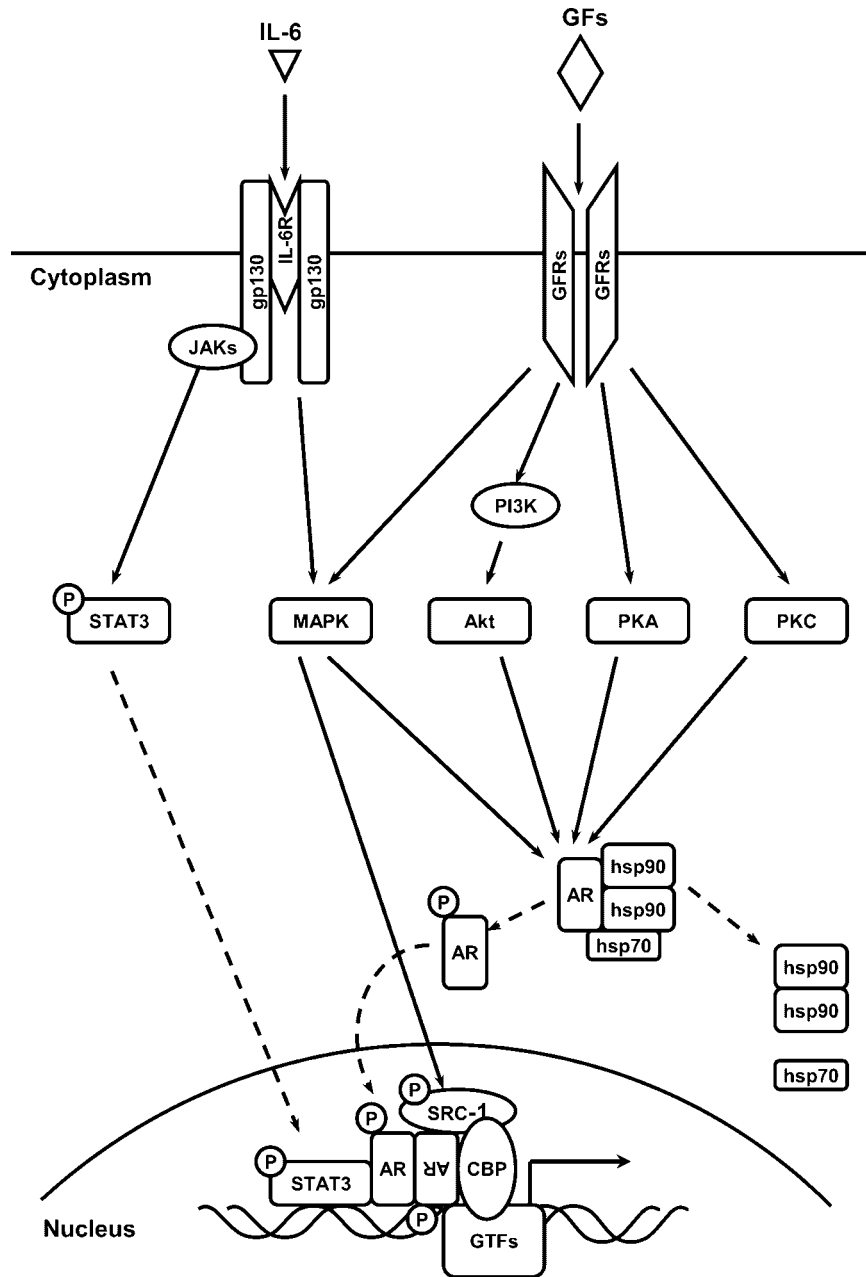 IL-6
GFs
gp130
IL-6R
gp130
GFRs
GFRs
Cytoplasm
JAKs
PI3K
P
STAT3
MAPK
Akt
PKA
PKC
AR
hsp90
hsp90
hsp70
P
AR
hsp90
hsp90
hsp70
P
SRC-1
P
AR
AR
CBP
P
STAT3
P
GTFs
Nucleus